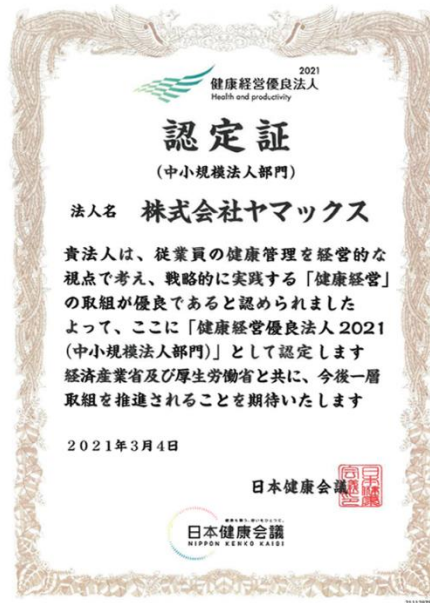 2021
健康経営優良法人
Health and productivity
認定証
(中小規模法人部門)
法人名 株式会社ヤマックス
貴法人は、従業員の健康管理を経営的な
視点で考え、戦略的に実践する「健康経営」
の取組が優良であると認められました
よって、ここに「健康経営優良法人2021
(中小規模法人部門)」として認定します
経済産業省及び厚生労働省と共に、今後一層
取組を推進されることを期待いたします
2021年3月4日
日本健康会議
日本健康会議
NIPPON KENKO KAIGI